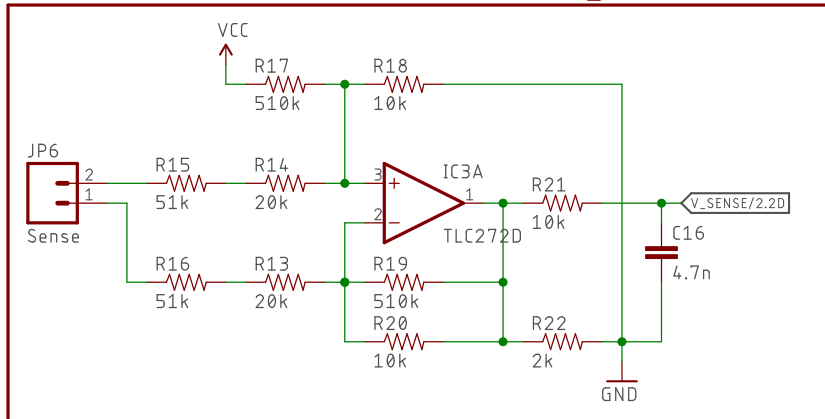 VCC
R17
510k
R18
10k
JP6
2
1
Sense
R15
51k
R14
20k
3
2
1
IC3A
TLC272D
R21
10k
V_SENSE/2.2D
C16
4.7n
R16
51k
R13
20k
R19
510k
R20
10k
R22
2k
GND